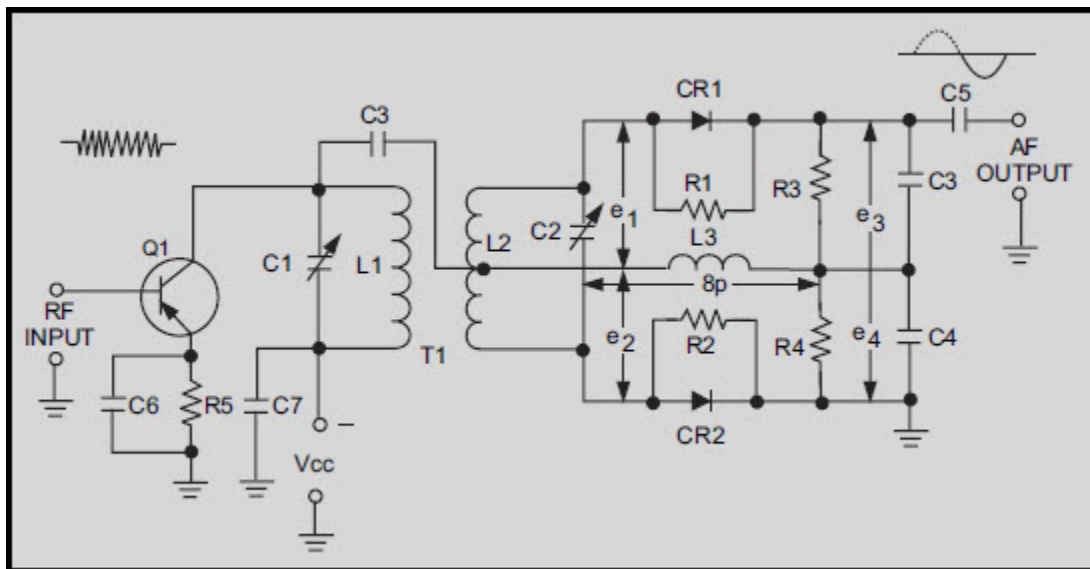 C3
CR1
C5
AF
OUTPUT
R1
R3
C3
e1
e3
Q1
C1
L1
L2
C2
L3
8p
RF
INPUT
T1
e2
R2
R4
e4
C4
C6
R5
C7
–
Vcc
CR2